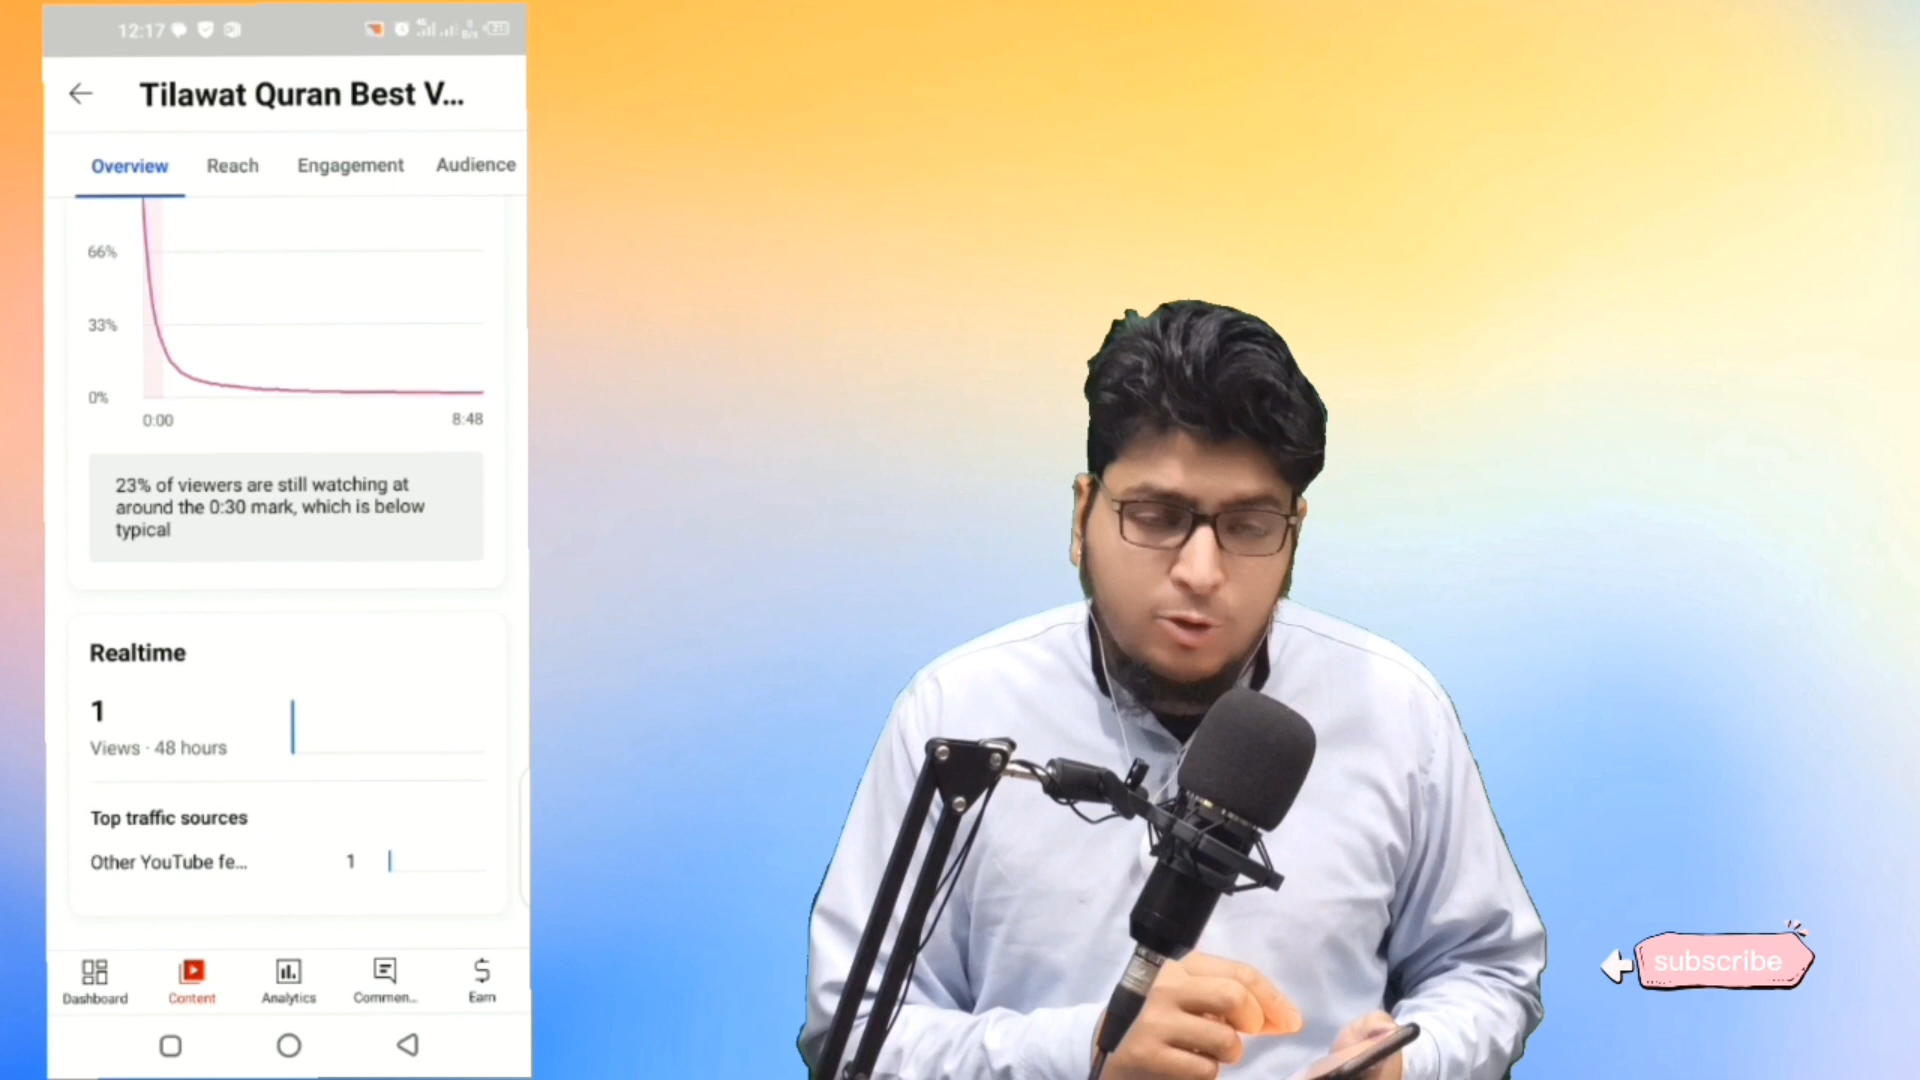 12:17
Tilawat Quran Best V...
Overview Reach Engagement Audience
66%
33%
0%
0:00 8:48
23% of viewers are still watching at
around the 0:30 mark, which is below
typical
Realtime
1
Views · 48 hours
Top traffic sources
Other YouTube fe... 1
Dashboard Content Analytics Commen... Earn
subscribe